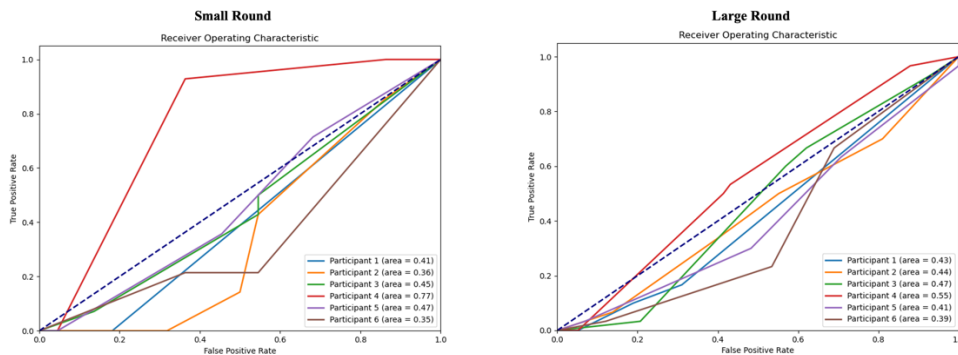 Small Round
Receiver Operating Characteristic
True Positive Rate
1.0
0.8
0.6
0.4
0.2
0.0
0.0 0.2 0.4 0.6 0.8 1.0
False Positive Rate
Participant 1 (area = 0.41)
Participant 2 (area = 0.36)
Participant 3 (area = 0.45)
Participant 4 (area = 0.77)
Participant 5 (area = 0.47)
Participant 6 (area = 0.35)
Large Round
Receiver Operating Characteristic
True Positive Rate
1.0
0.8
0.6
0.4
0.2
0.0
0.0 0.2 0.4 0.6 0.8 1.0
False Positive Rate
Participant 1 (area = 0.43)
Participant 2 (area = 0.44)
Participant 3 (area = 0.47)
Participant 4 (area = 0.55)
Participant 5 (area = 0.41)
Participant 6 (area = 0.39)